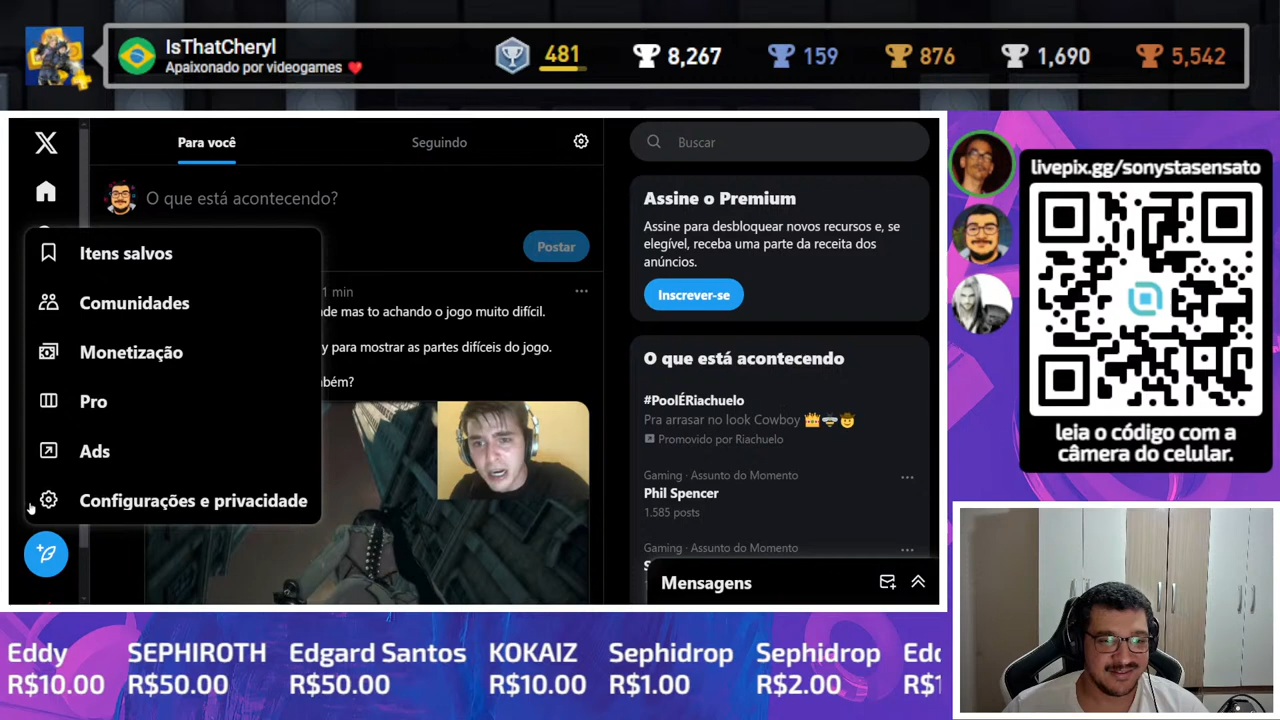 IsThatCheryl
Apaixonado por videogames ❤
481
8,267
159
876
1,690
5,542
X
Para você
Seguindo
O que está acontecendo?
Postar
Itens salvos
Comunidades
Monetização
Pro
Ads
Configurações e privacidade
1 min
mas to achando o jogo muito difícil.
para mostrar as partes difíceis do jogo.
Buscar
Assine o Premium
Assine para desbloquear novos recursos e, se
elegível, receba uma parte da receita dos
anúncios.
Inscrever-se
O que está acontecendo
#PoolÉRiachuelo
Pra arrasar no look Cowboy 👑🐝🤠
Promovido por Riachuelo
Gaming · Assunto do Momento
Phil Spencer
1.585 posts
Gaming · Assunto do Momento
Mensagens
livepix.gg/sonystasensato
leia o código com a
câmera do celular.
Eddy
R$10.00
SEPHIROTH
R$50.00
Edgard Santos
R$50.00
KOKAIZ
R$10.00
Sephidrop
R$1.00
Sephidrop
R$2.00